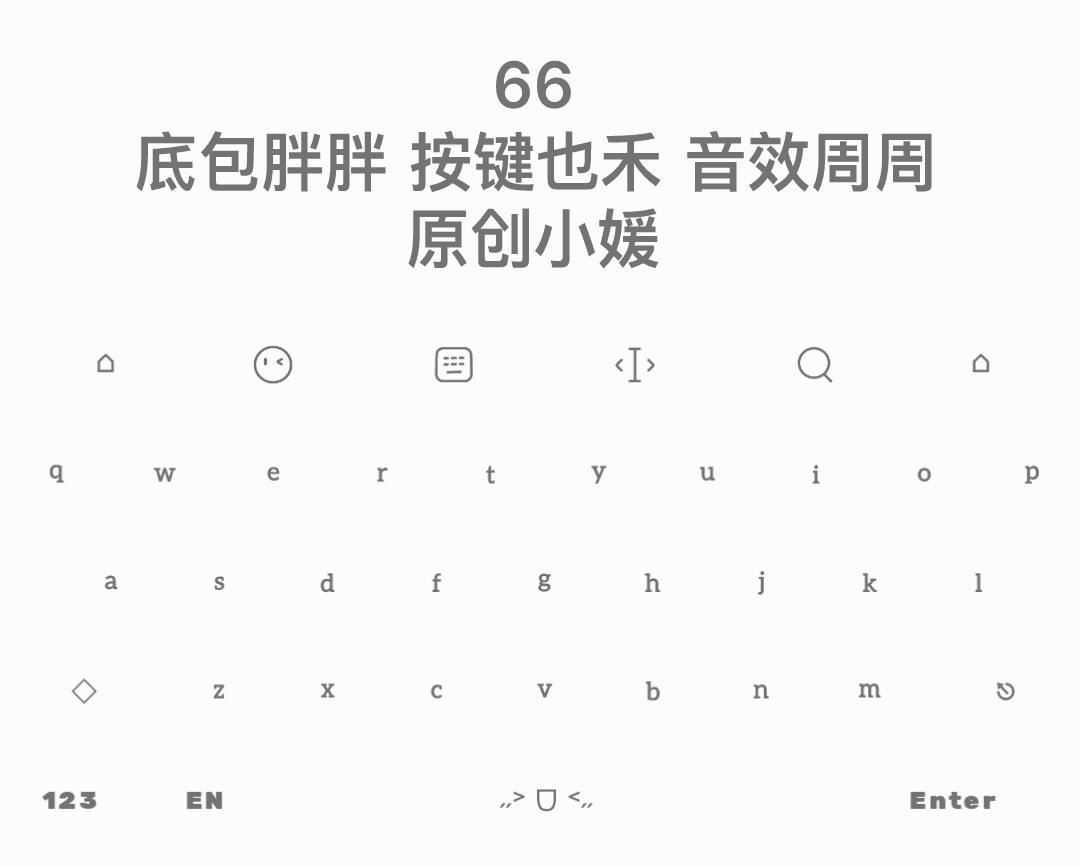 66
底包胖胖 按键也禾 音效周周
原创小媛
q w e r t y u i o p
a s d f g h j k l
z x c v b n m
123 EN ,,> <,, Enter